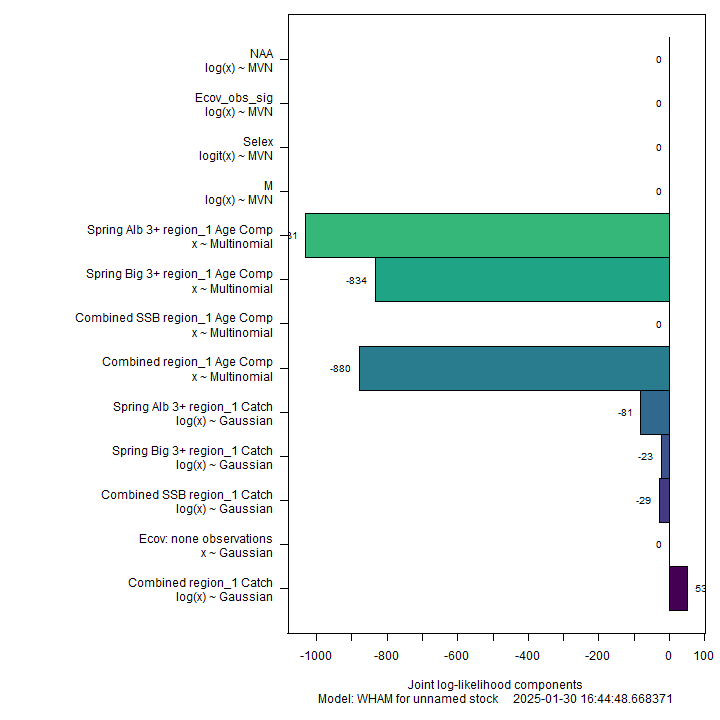 NAA
log(x) ~ MVN
0
Ecov_obs_sig
log(x) ~ MVN
0
Selex
logit(x) ~ MVN
0
M
log(x) ~ MVN
0
Spring Alb 3+ region_1 Age Comp
x ~ Multinomial
Spring Big 3+ region_1 Age Comp
x ~ Multinomial
-834
Combined SSB region_1 Age Comp
x ~ Multinomial
0
Combined region_1 Age Comp
x ~ Multinomial
-880
Spring Alb 3+ region_1 Catch
log(x) ~ Gaussian
-81
Spring Big 3+ region_1 Catch
log(x) ~ Gaussian
-23
Combined SSB region_1 Catch
log(x) ~ Gaussian
-29
Ecov: none observations
x ~ Gaussian
0
Combined region_1 Catch
log(x) ~ Gaussian
53
-1000 -800 -600 -400 -200 0 100
Joint log-likelihood components
Model: WHAM for unnamed stock 2025-01-30 16:44:48.668371